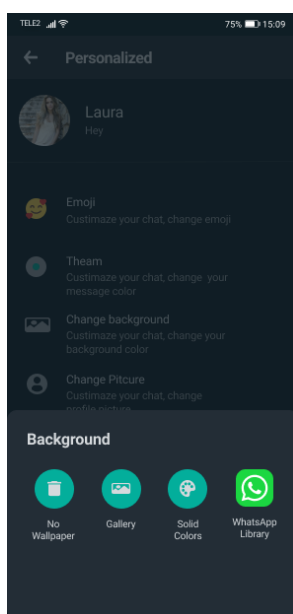 TELE2 75% 15:09
Personalized
Laura
Hey
Emoji
Custimaze your chat, change emoji
Theam
Custimaze your chat, change your
message color
Change background
Custimaze your chat, change your
background color
Change Pitcure
Custimaze your chat, change
profile picture
Background
No
Wallpaper
Gallery
Solid
Colors
WhatsApp
Library